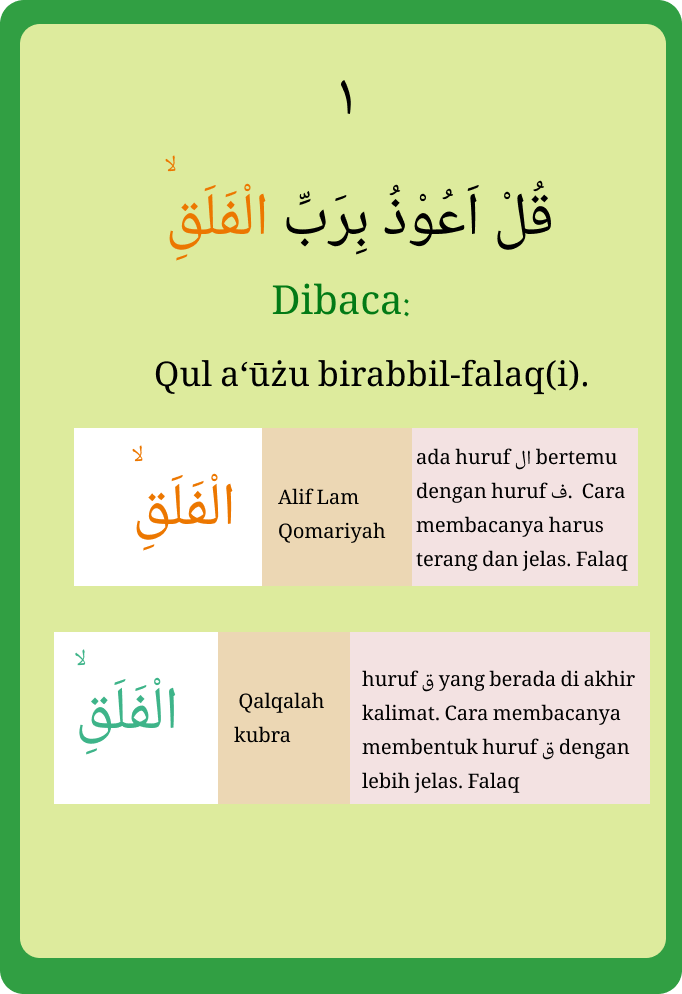 ١
قُلْ اَعُوْذُ بِرَبِّ الْفَلَقِۙ
Dibaca:
Qul a‘ūżu birabbil-falaq(i).
الْفَلَقِۙ
Alif Lam
Qomariyah
ada huruf ال bertemu
dengan huruf ف. Cara
membacanya harus
terang dan jelas. Falaq
الْفَلَقِۙ
Qalqalah
kubra
huruf ق yang berada di akhir
kalimat. Cara membacanya
membentuk huruf ق dengan
lebih jelas. Falaq